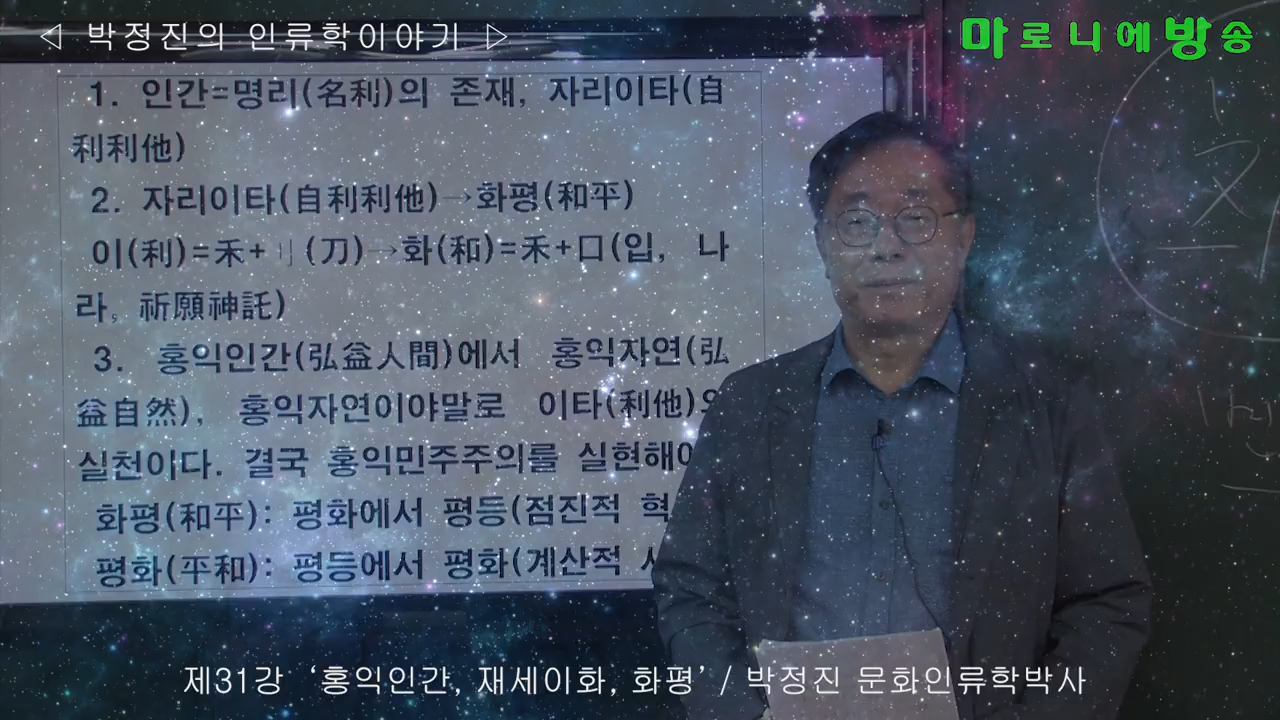 ◁ 박정진의 인류학이야기 ▷
마로니에방송
1. 인간=명리(名利)의 존재, 자리이타(自
利利他)
2. 자리이타(自利利他)→화평(和平)
이(利)=禾+刂(刀)→화(和)=禾+口(입, 나
라, 祈願神託)
3. 홍익인간(弘益人間)에서 홍익자연(弘
益自然), 홍익자연이야말로 이타(利他)의
실천이다. 결국 홍익민주주의를 실현해야
화평(和平): 평화에서 평등(점진적 혁
평화(平和): 평등에서 평화(계산적
제31강 ‘홍익인간, 재세이화, 화평’ / 박정진 문화인류학박사